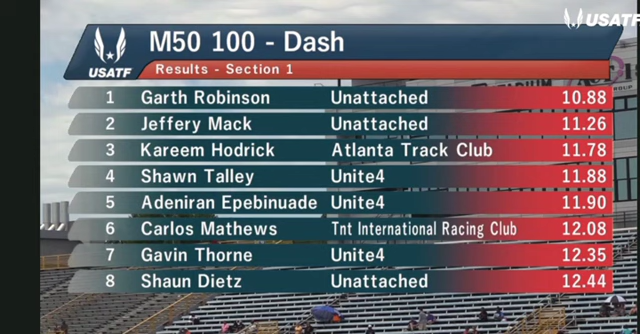 USATF
M50 100 - Dash
USATF
Results - Section 1
1 Garth Robinson Unattached 10.88
2 Jeffery Mack Unattached 11.26
3 Kareem Hodrick Atlanta Track Club 11.78
4 Shawn Talley Unite4 11.88
5 Adeniran Epebinuade Unite4 11.90
6 Carlos Mathews Tnt International Racing Club 12.08
7 Gavin Thorne Unite4 12.35
8 Shaun Dietz Unattached 12.44